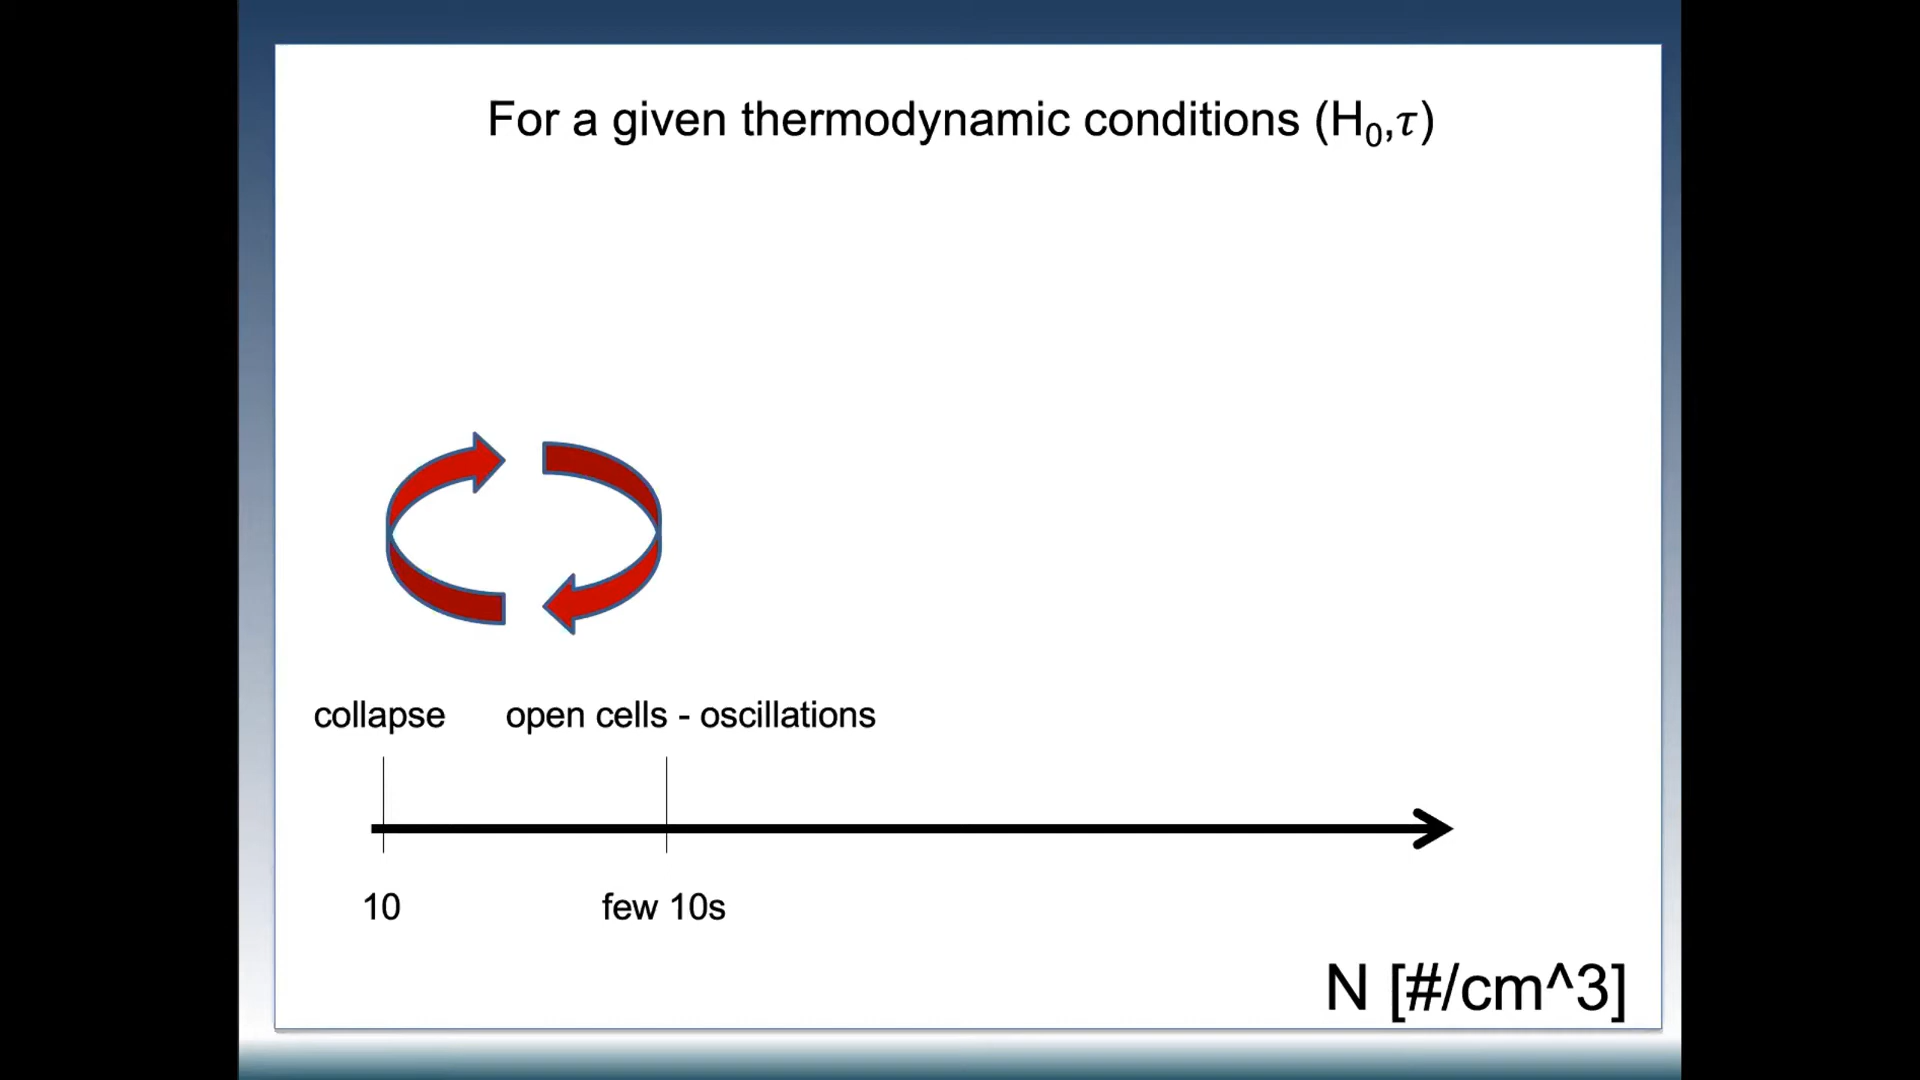 For a given thermodynamic conditions (H₀,τ)
collapse open cells - oscillations
10 few 10s
N [#/cm^3]